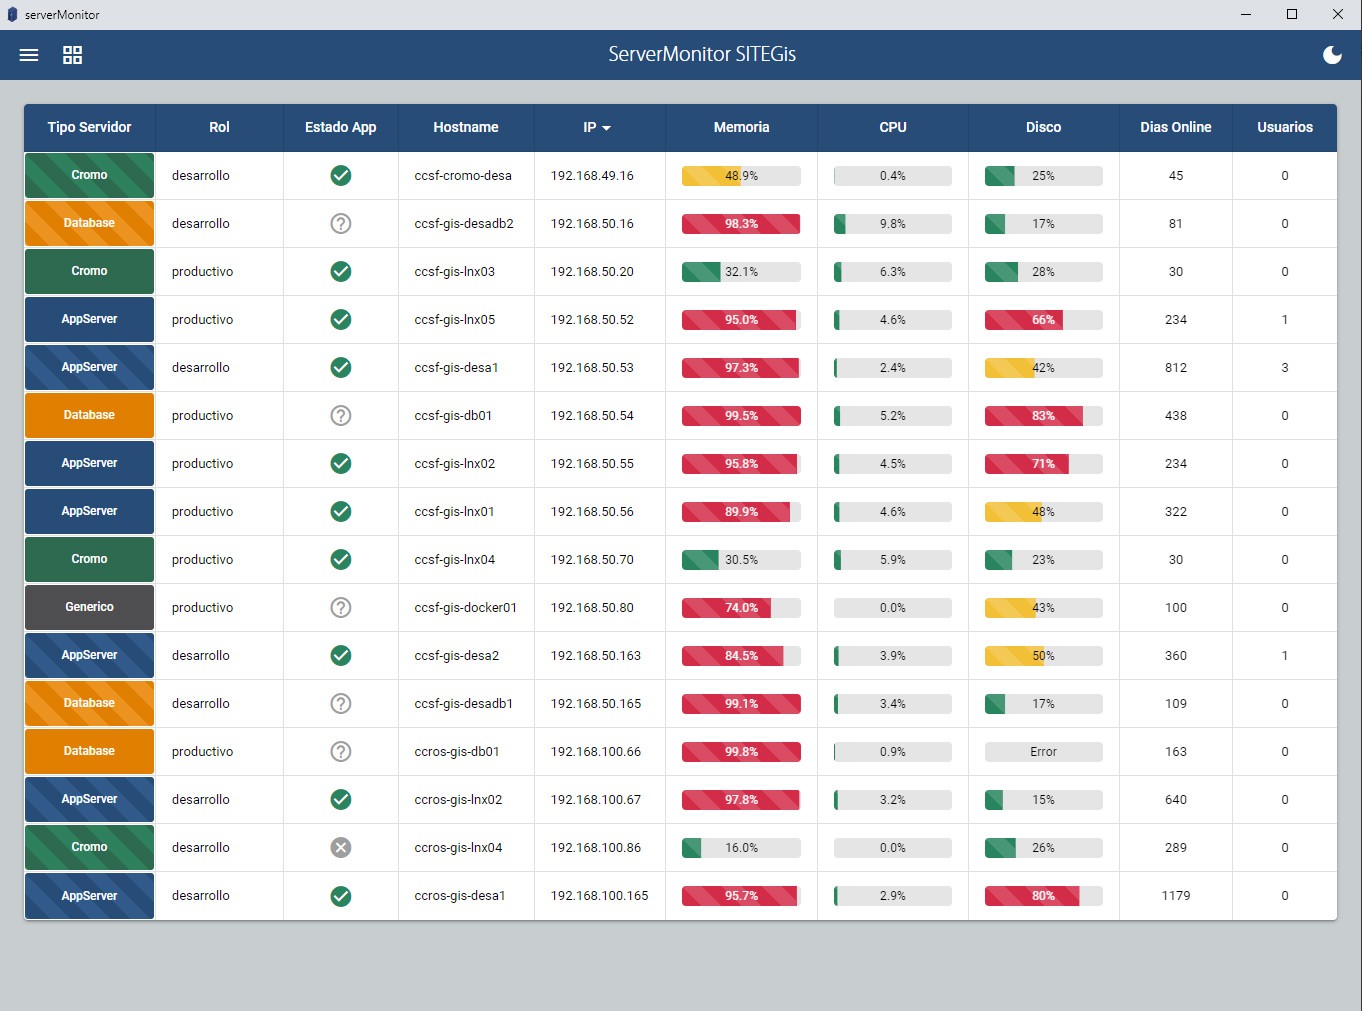 serverMonitor
ServerMonitor SITEGis
Tipo Servidor Rol Estado App Hostname IP Memoria CPU Disco Dias Online Usuarios
Cromo desarrollo ccsf-cromo-desa 192.168.49.16 48.9% 0.4% 25% 45 0
Database desarrollo ccsf-gis-desadb2 192.168.50.16 98.3% 9.8% 17% 81 0
Cromo productivo ccsf-gis-lnx03 192.168.50.20 32.1% 6.3% 28% 30 0
AppServer productivo ccsf-gis-lnx05 192.168.50.52 95.0% 4.6% 66% 234 1
AppServer desarrollo ccsf-gis-desa1 192.168.50.53 97.3% 2.4% 42% 812 3
Database productivo ccsf-gis-db01 192.168.50.54 99.5% 5.2% 83% 438 0
AppServer productivo ccsf-gis-lnx02 192.168.50.55 95.8% 4.5% 71% 234 0
AppServer productivo ccsf-gis-lnx01 192.168.50.56 89.9% 4.6% 48% 322 0
Cromo productivo ccsf-gis-lnx04 192.168.50.70 30.5% 5.9% 23% 30 0
Generico productivo ccsf-gis-docker01 192.168.50.80 74.0% 0.0% 43% 100 0
AppServer desarrollo ccsf-gis-desa2 192.168.50.163 84.5% 3.9% 50% 360 1
Database desarrollo ccsf-gis-desadb1 192.168.50.165 99.1% 3.4% 17% 109 0
Database productivo ccros-gis-db01 192.168.100.66 99.8% 0.9% Error 163 0
AppServer desarrollo ccros-gis-lnx02 192.168.100.67 97.8% 3.2% 15% 640 0
Cromo desarrollo ccros-gis-lnx04 192.168.100.86 16.0% 0.0% 26% 289 0
AppServer desarrollo ccros-gis-desa1 192.168.100.165 95.7% 2.9% 80% 1179 0